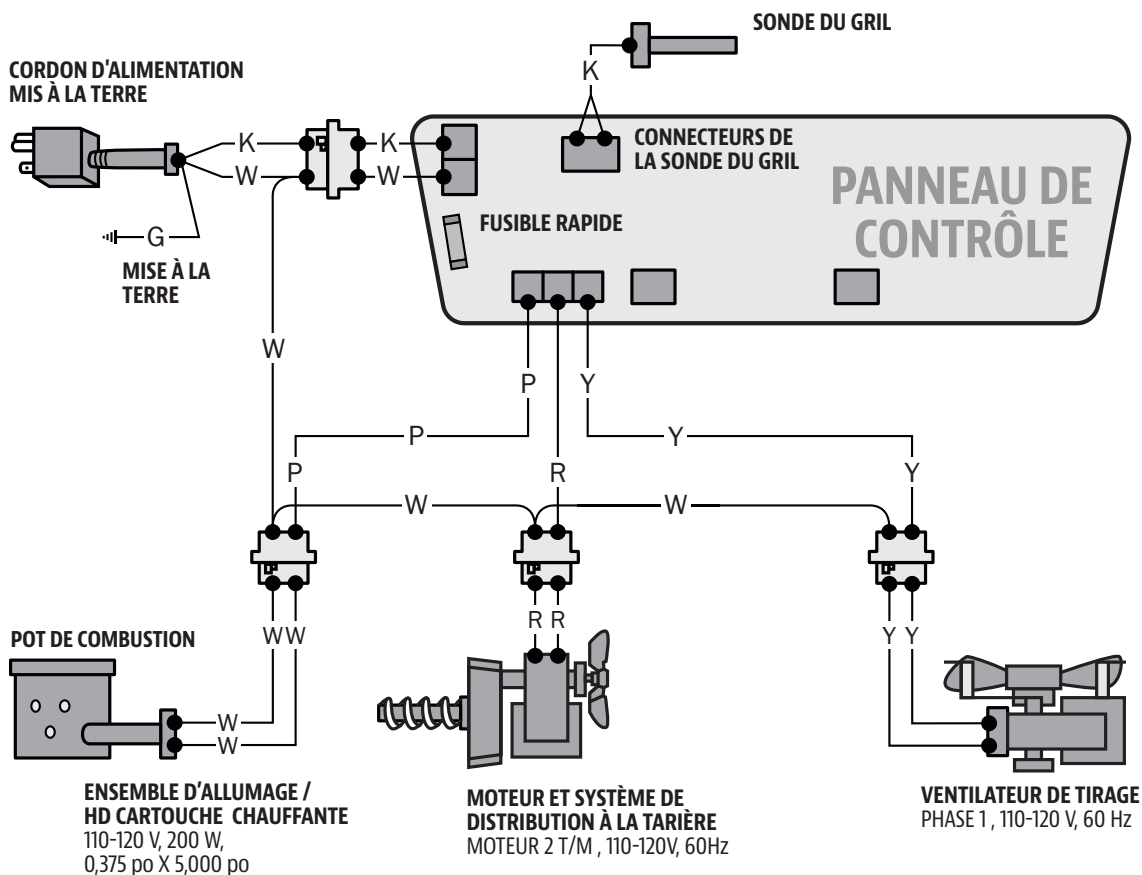 SONDE DU GRIL
CORDON D'ALIMENTATION
MIS À LA TERRE
K
K
K
CONNECTEURS DE
LA SONDE DU GRIL
W
W
PANNEAU DE
CONTRÔLE
FUSIBLE RAPIDE
G
MISE À LA
TERRE
W
P
Y
P
Y
P
R
Y
W
W
R R
W W
Y Y
POT DE COMBUSTION
W
W
ENSEMBLE D'ALLUMAGE /
HD CARTOUCHE CHAUFFANTE
110-120 V, 200 W,
0,375 po X 5,000 po
MOTEUR ET SYSTÈME DE
DISTRIBUTION À LA TARIÈRE
MOTEUR 2 T/M , 110-120V, 60Hz
VENTILATEUR DE TIRAGE
PHASE 1 , 110-120 V, 60 Hz